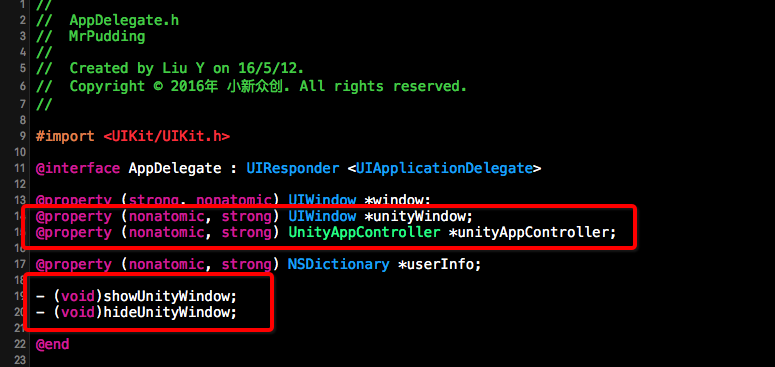 1 //
2 //  AppDelegate.h
3 //  MrPudding
4 //
5 //  Created by Liu Y on 16/5/12.
6 //  Copyright © 2016年 小新众创. All rights reserved.
7 //
8
9 #import <UIKit/UIKit.h>
10
11 @interface AppDelegate : UIResponder <UIApplicationDelegate>
12
13 @property (strong, nonatomic) UIWindow *window;
14 @property (nonatomic, strong) UIWindow *unityWindow;
15 @property (nonatomic, strong) UnityAppController *unityAppController;
16
17 @property (nonatomic, strong) NSDictionary *userInfo;
18
19 - (void)showUnityWindow;
20 - (void)hideUnityWindow;
21
22 @end
23